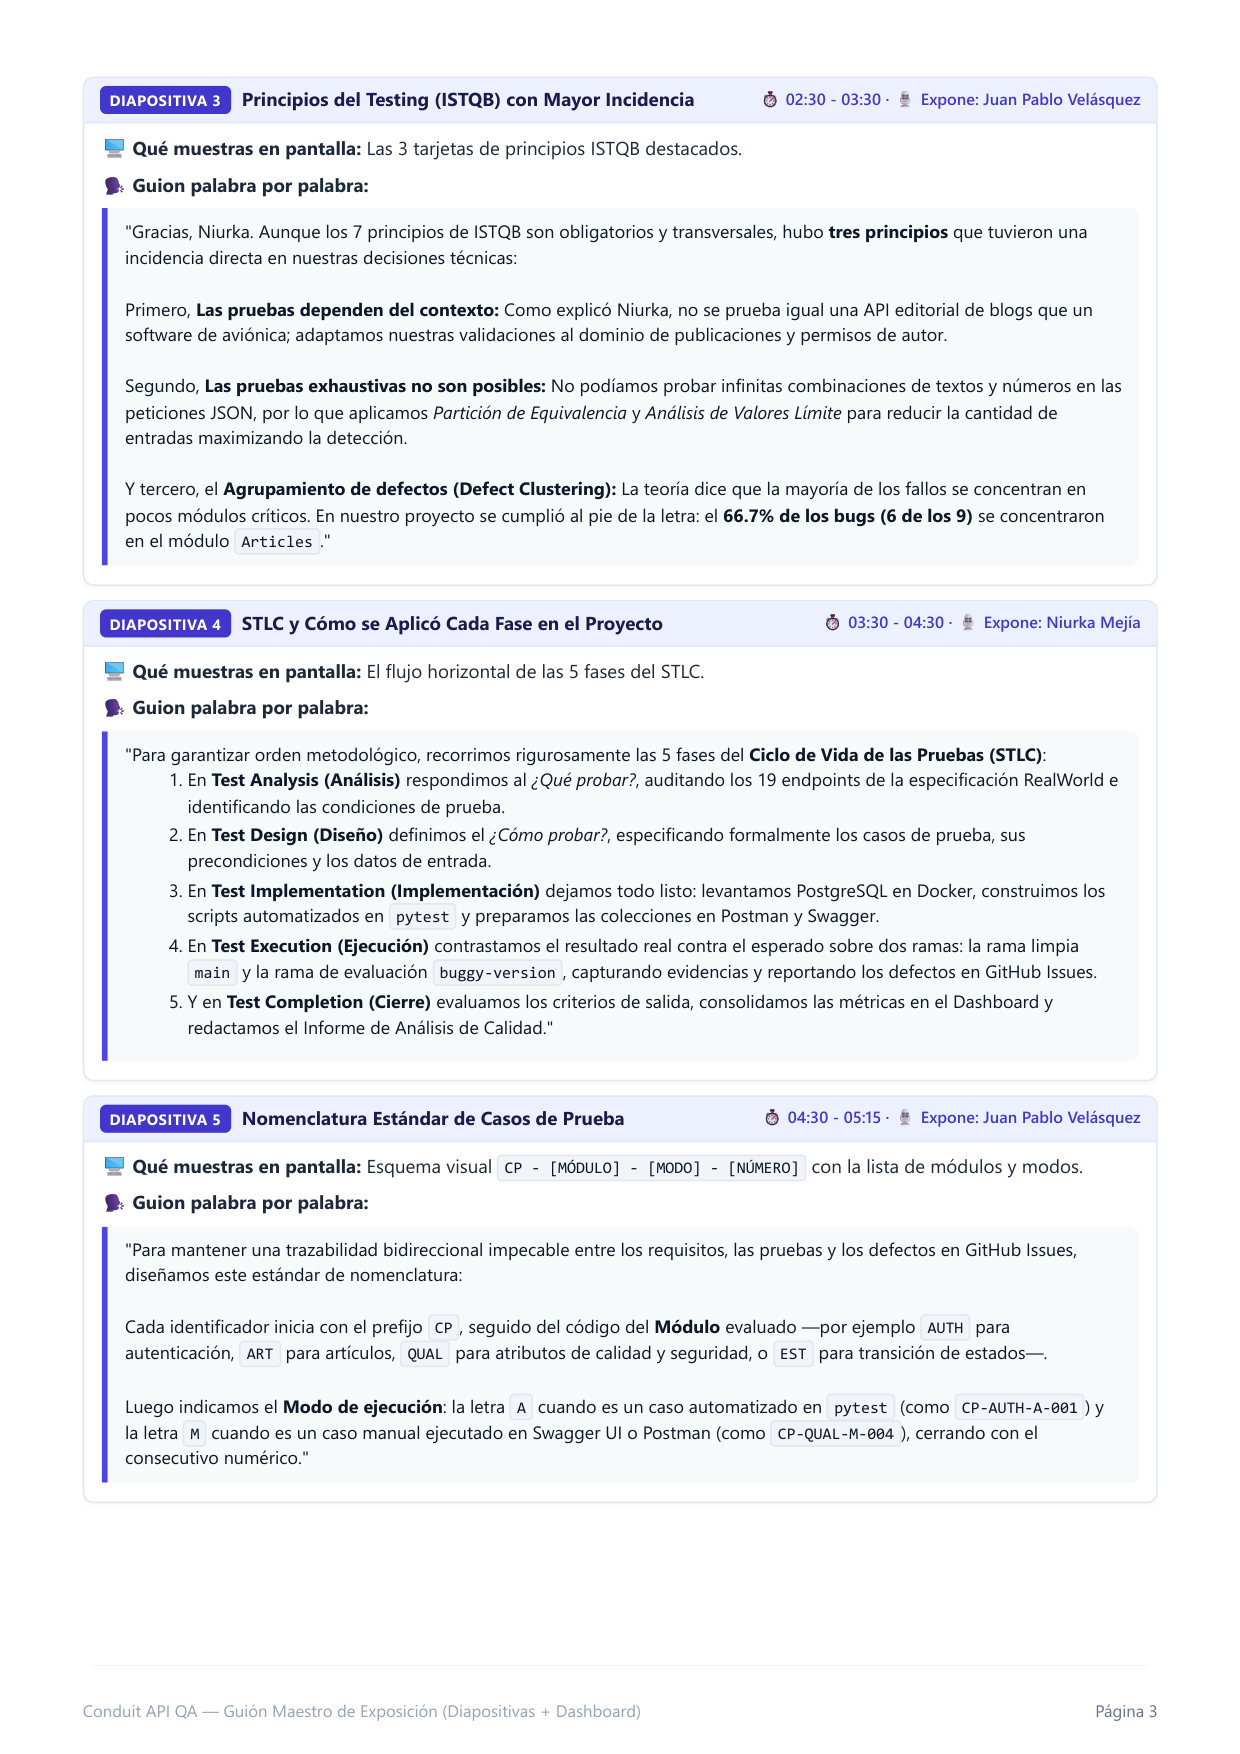 DIAPOSITIVA 3 Principios del Testing (ISTQB) con Mayor Incidencia 02:30 - 03:30 · Expone: Juan Pablo Velásquez
Qué muestras en pantalla: Las 3 tarjetas de principios ISTQB destacados.
Guion palabra por palabra:
"Gracias, Niurka. Aunque los 7 principios de ISTQB son obligatorios y transversales, hubo tres principios que tuvieron una
incidencia directa en nuestras decisiones técnicas:
Primero, Las pruebas dependen del contexto: Como explicó Niurka, no se prueba igual una API editorial de blogs que un
software de aviónica; adaptamos nuestras validaciones al dominio de publicaciones y permisos de autor.
Segundo, Las pruebas exhaustivas no son posibles: No podíamos probar infinitas combinaciones de textos y números en las
peticiones JSON, por lo que aplicamos Partición de Equivalencia y Análisis de Valores Límite para reducir la cantidad de
entradas maximizando la detección.
Y tercero, el Agrupamiento de defectos (Defect Clustering): La teoría dice que la mayoría de los fallos se concentran en
pocos módulos críticos. En nuestro proyecto se cumplió al pie de la letra: el 66.7% de los bugs (6 de los 9) se concentraron
en el módulo Articles."
DIAPOSITIVA 4 STLC y Cómo se Aplicó Cada Fase en el Proyecto 03:30 - 04:30 · Expone: Niurka Mejía
Qué muestras en pantalla: El flujo horizontal de las 5 fases del STLC.
Guion palabra por palabra:
"Para garantizar orden metodológico, recorrimos rigurosamente las 5 fases del Ciclo de Vida de las Pruebas (STLC):
1. En Test Analysis (Análisis) respondimos al ¿Qué probar?, auditando los 19 endpoints de la especificación RealWorld e
identificando las condiciones de prueba.
2. En Test Design (Diseño) definimos el ¿Cómo probar?, especificando formalmente los casos de prueba, sus
precondiciones y los datos de entrada.
3. En Test Implementation (Implementación) dejamos todo listo: levantamos PostgreSQL en Docker, construimos los
scripts automatizados en pytest y preparamos las colecciones en Postman y Swagger.
4. En Test Execution (Ejecución) contrastamos el resultado real contra el esperado sobre dos ramas: la rama limpia
main y la rama de evaluación buggy-version, capturando evidencias y reportando los defectos en GitHub Issues.
5. Y en Test Completion (Cierre) evaluamos los criterios de salida, consolidamos las métricas en el Dashboard y
redactamos el Informe de Análisis de Calidad."
DIAPOSITIVA 5 Nomenclatura Estándar de Casos de Prueba 04:30 - 05:15 · Expone: Juan Pablo Velásquez
Qué muestras en pantalla: Esquema visual CP - [MÓDULO] - [MODO] - [NÚMERO] con la lista de módulos y modos.
Guion palabra por palabra:
"Para mantener una trazabilidad bidireccional impecable entre los requisitos, las pruebas y los defectos en GitHub Issues,
diseñamos este estándar de nomenclatura:
Cada identificador inicia con el prefijo CP, seguido del código del Módulo evaluado —por ejemplo AUTH para
autenticación, ART para artículos, QUAL para atributos de calidad y seguridad, o EST para transición de estados—.
Luego indicamos el Modo de ejecución: la letra A cuando es un caso automatizado en pytest (como CP-AUTH-A-001) y
la letra M cuando es un caso manual ejecutado en Swagger UI o Postman (como CP-QUAL-M-004), cerrando con el
consecutivo numérico."
Conduit API QA — Guión Maestro de Exposición (Diapositivas + Dashboard) Página 3